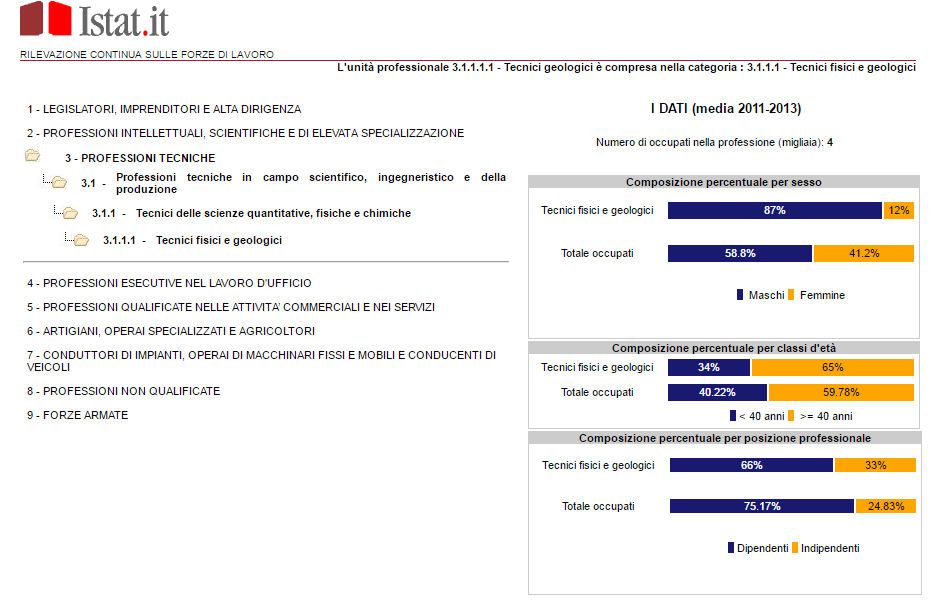 Istat.it
RILEVAZIONE CONTINUA SULLE FORZE DI LAVORO
L'unità professionale 3.1.1.1.1 - Tecnici geologici è compresa nella categoria : 3.1.1.1 - Tecnici fisici e geologici
1 - LEGISLATORI, IMPRENDITORI E ALTA DIRIGENZA
2 - PROFESSIONI INTELLETTUALI, SCIENTIFICHE E DI ELEVATA SPECIALIZZAZIONE
3 - PROFESSIONI TECNICHE
3.1 - Professioni tecniche in campo scientifico, ingegneristico e della
produzione
3.1.1 - Tecnici delle scienze quantitative, fisiche e chimiche
3.1.1.1 - Tecnici fisici e geologici
4 - PROFESSIONI ESECUTIVE NEL LAVORO D'UFFICIO
5 - PROFESSIONI QUALIFICATE NELLE ATTIVITA' COMMERCIALI E NEI SERVIZI
6 - ARTIGIANI, OPERAI SPECIALIZZATI E AGRICOLTORI
7 - CONDUTTORI DI IMPIANTI, OPERAI DI MACCHINARI FISSI E MOBILI E CONDUCENTI DI
VEICOLI
8 - PROFESSIONI NON QUALIFICATE
9 - FORZE ARMATE
I DATI (media 2011-2013)
Numero di occupati nella professione (migliaia): 4
Composizione percentuale per sesso
Tecnici fisici e geologici 87% 12%
Totale occupati 58.8% 41.2%
Maschi Femmine
Composizione percentuale per classi d'età
Tecnici fisici e geologici 34% 65%
Totale occupati 40.22% 59.78%
< 40 anni >= 40 anni
Composizione percentuale per posizione professionale
Tecnici fisici e geologici 66% 33%
Totale occupati 75.17% 24.83%
Dipendenti Indipendenti